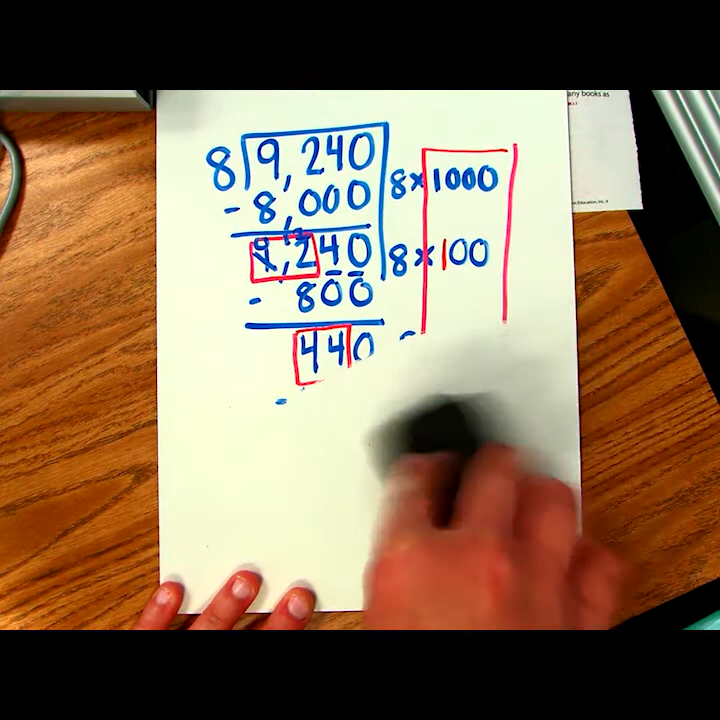 any books as
8)9,240
- 8,000 8×1000
1,240 8×100
- 800
440
-